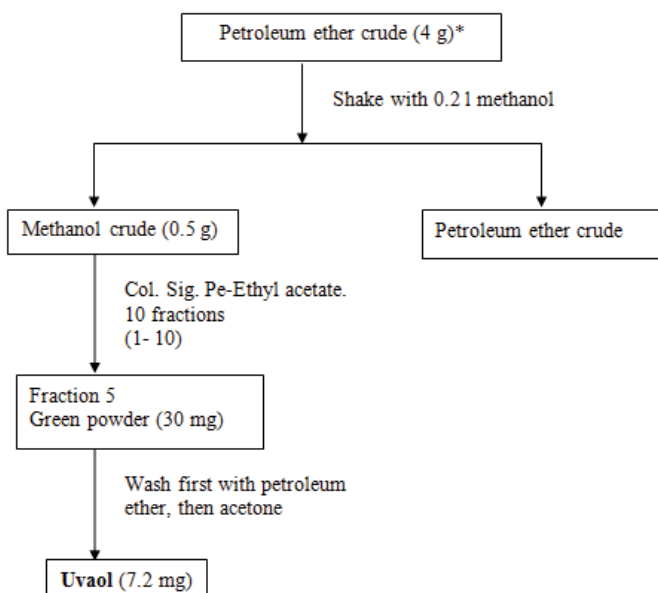 Petroleum ether crude (4 g)*
Shake with 0.2 l methanol
Methanol crude (0.5 g)
Petroleum ether crude
Col. Sig. Pe-Ethyl acetate.
10 fractions
(1- 10)
Fraction 5
Green powder (30 mg)
Wash first with petroleum
ether, then acetone
Uvaol (7.2 mg)